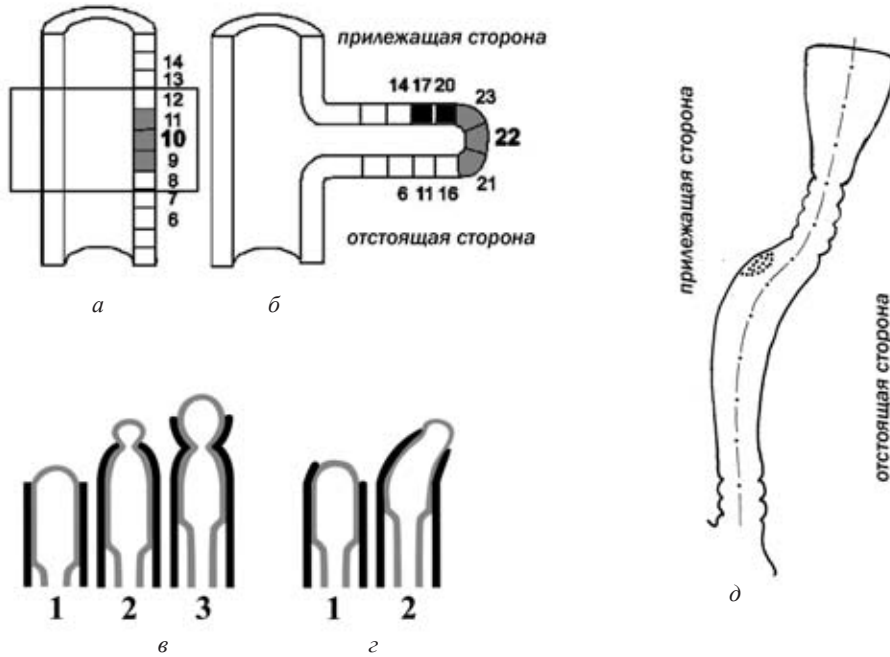 14
13
12
11
10
9
8
7
6
а
прилежащая сторона
14 17 20
23
22
21
6 11 16
отстоящая сторона
б
1 2 3
в
1 2
г
прилежащая сторона
отстоящая сторона
д